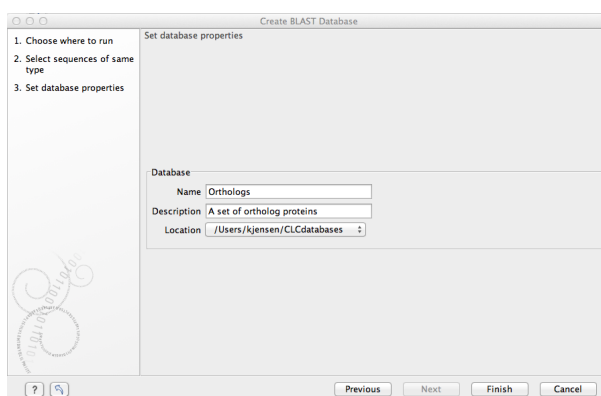 Create BLAST Database
1. Choose where to run
2. Select sequences of same
type
3. Set database properties
Set database properties
Database
Name Orthologs
Description A set of ortholog proteins
Location /Users/kjensen/CLCdatabases
? Previous Next Finish Cancel